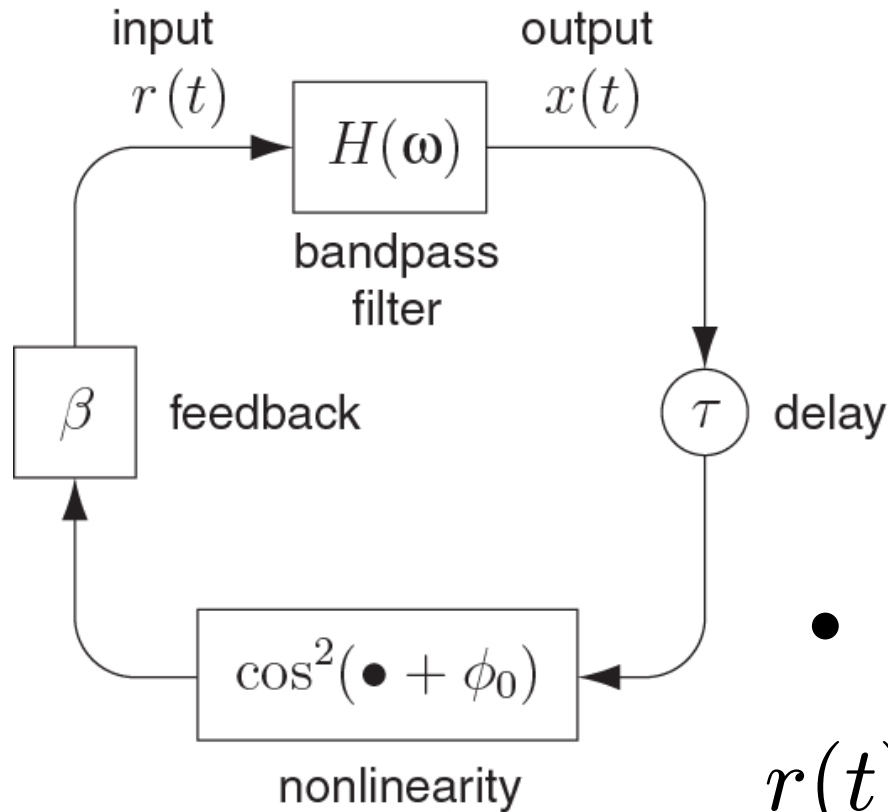 input
r(t)
output
x(t)
H(ω)
bandpass
filter
β
feedback
τ
delay
cos²(• + ϕ₀)
nonlinearity
•
r(t)